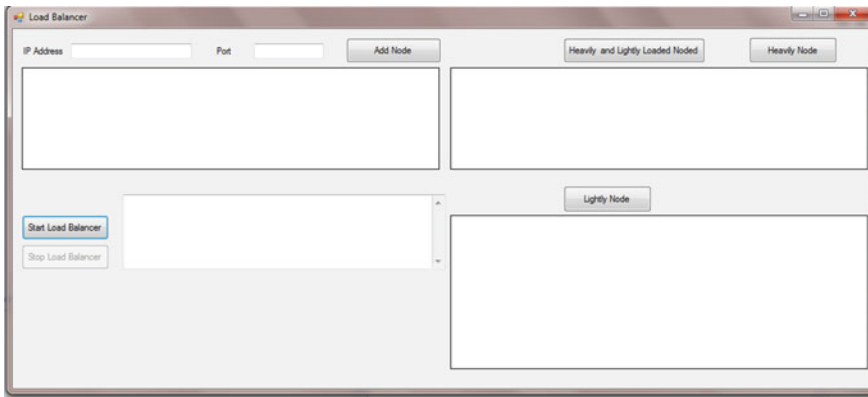 Load Balancer
IP Address Port Add Node Heavily and Lightly Loaded Noded Heavily Node
Lightly Node
Start Load Balancer
Stop Load Balancer